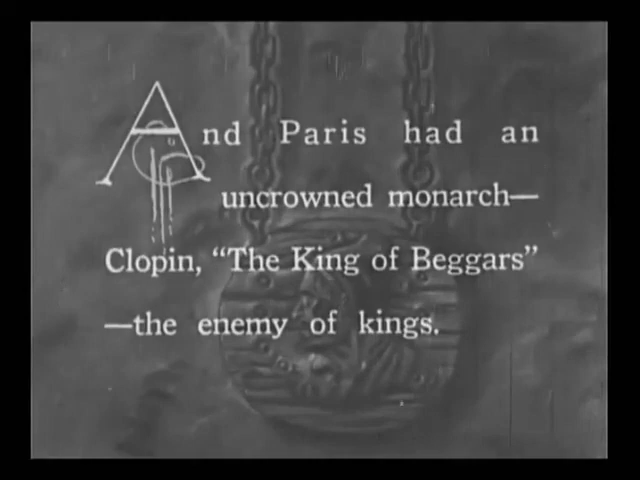 And Paris had an
uncrowned monarch—
Clopin, “The King of Beggars”
—the enemy of kings.